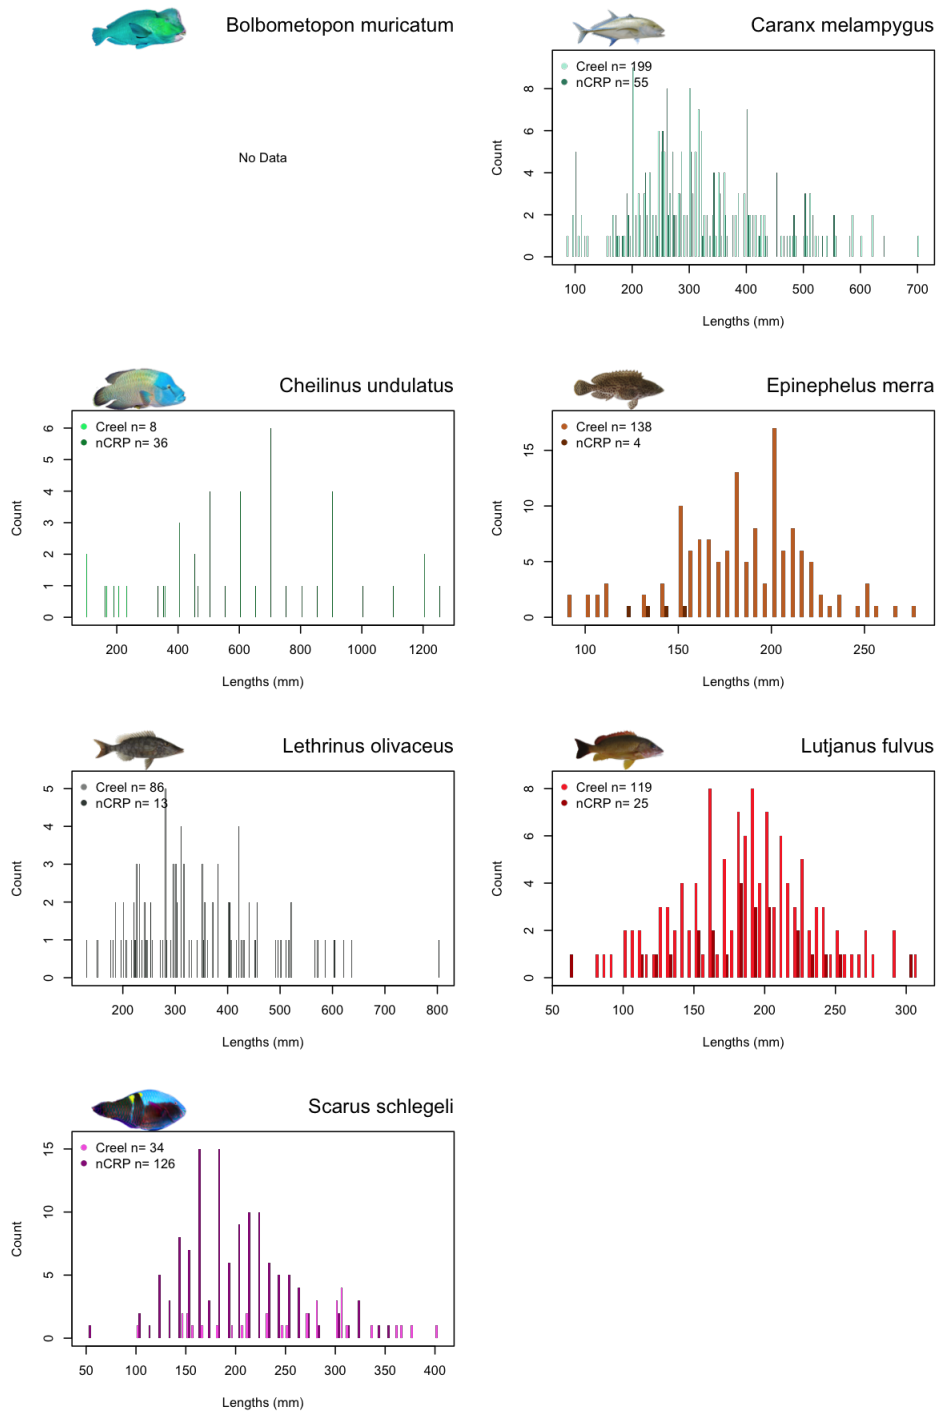 Bolbometopon muricatum
No Data
Caranx melampygus
Creel n= 199
nCRP n= 55
Count
0 2 4 6 8
100 200 300 400 500 600 700
Lengths (mm)
Cheilinus undulatus
Creel n= 8
nCRP n= 36
Count
0 1 2 3 4 5 6
200 400 600 800 1000 1200
Lengths (mm)
Epinephelus merra
Creel n= 138
nCRP n= 4
Count
0 5 10 15
100 150 200 250
Lengths (mm)
Lethrinus olivaceus
Creel n= 86
nCRP n= 13
Count
0 1 2 3 4 5
200 300 400 500 600 700 800
Lengths (mm)
Lutjanus fulvus
Creel n= 119
nCRP n= 25
Count
0 2 4 6 8
50 100 150 200 250 300
Lengths (mm)
Scarus schlegeli
Creel n= 34
nCRP n= 126
Count
0 5 10 15
50 100 150 200 250 300 350 400
Lengths (mm)